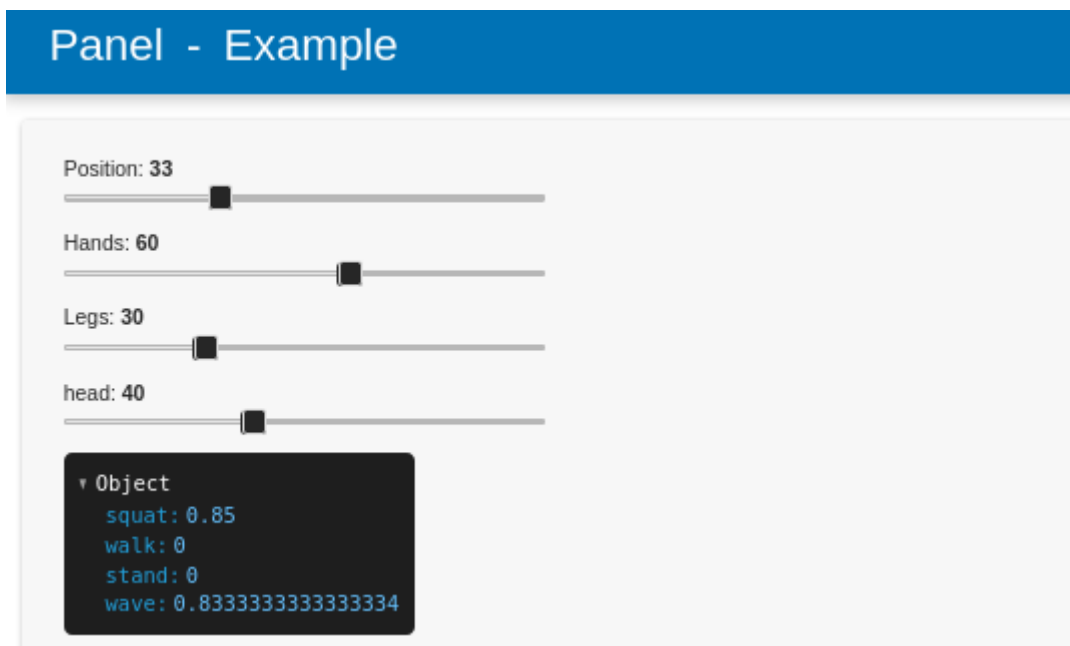 Panel - Example
Position: 33
Hands: 60
Legs: 30
head: 40
▾ Object
squat: 0.85
walk: 0
stand: 0
wave: 0.8333333333333334